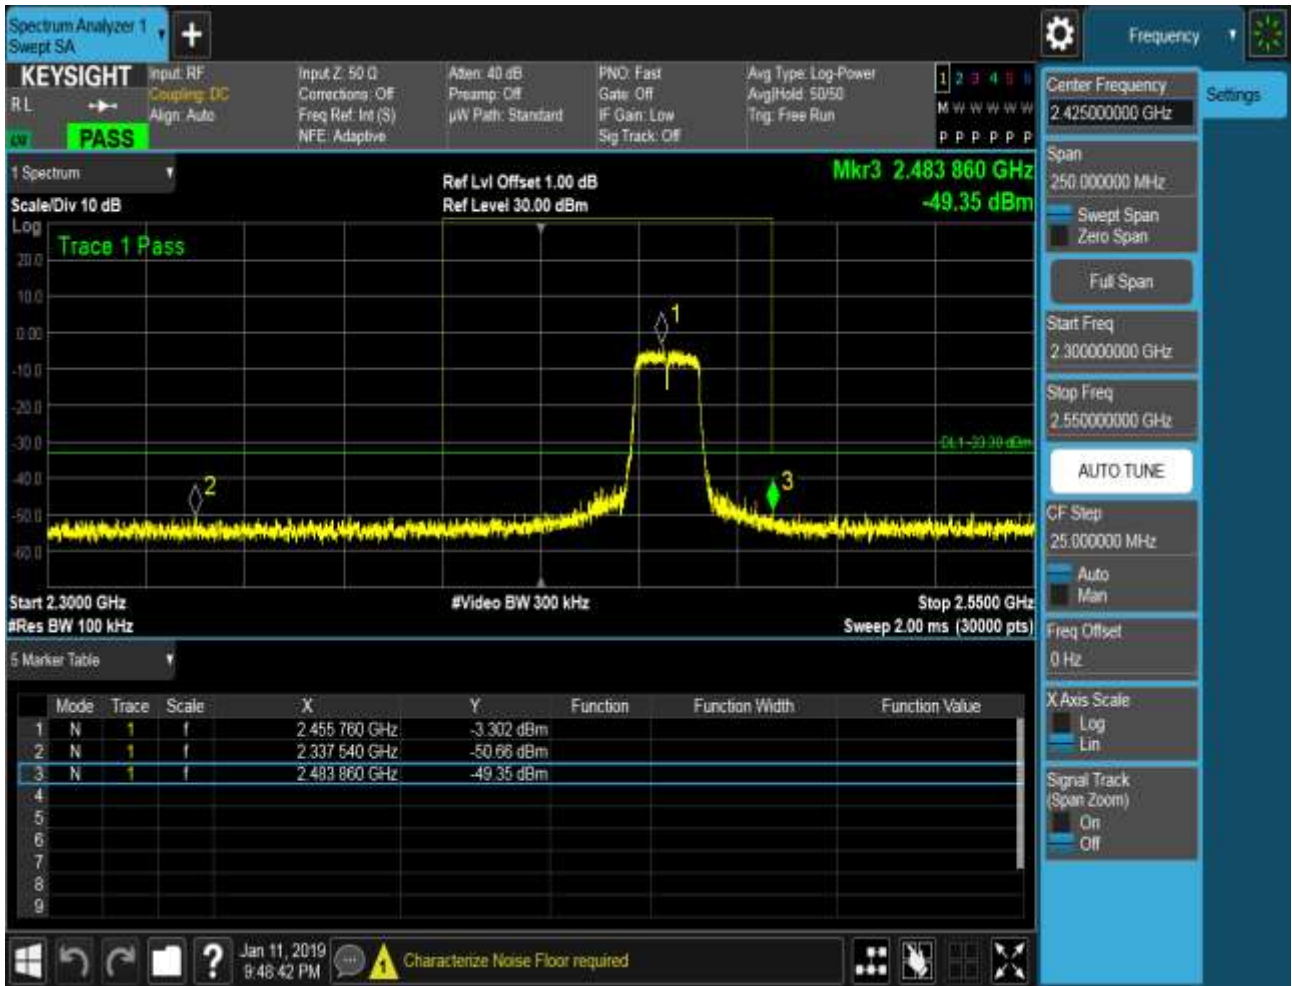 Spectrum Analyzer 1
Swept SA
+
Frequency
KEYSIGHT
RL
PASS
Input: RF
Coupling: DC
Align: Auto
Input Z: 50 Ω
Corrections: Off
Freq Ref: Int (S)
NFE: Adaptive
Atten: 40 dB
Preamp: Off
µW Path: Standard
PNO: Fast
Gate: Off
IF Gain: Low
Sig Track: Off
Avg Type: Log-Power
Avg|Hold: 50/50
Trig: Free Run
1 2 3 4 5 6
M W W W W W
P P P P P P
1 Spectrum
Scale/Div 10 dB
Ref Lvl Offset 1.00 dB
Ref Level 30.00 dBm
Mkr3 2.483 860 GHz
-49.35 dBm
Log
Trace 1 Pass
20.0
10.0
0.00
-10.0
-20.0
-30.0
-40.0
-50.0
-60.0
1
2
3
Start 2.3000 GHz
#Video BW 300 kHz
Stop 2.5500 GHz
#Res BW 100 kHz
Sweep 2.00 ms (30000 pts)
5 Marker Table
Mode Trace Scale X Y Function Function Width Function Value
1 N 1 f 2.455 760 GHz -3.302 dBm
2 N 1 f 2.337 540 GHz -50.66 dBm
3 N 1 f 2.483 860 GHz -49.35 dBm
4
5
6
7
8
9
Jan 11, 2019
9:48:42 PM
Characterize Noise Floor required
Center Frequency
2.425000000 GHz
Settings
Span
250.000000 MHz
Swept Span
Zero Span
Full Span
Start Freq
2.300000000 GHz
Stop Freq
2.550000000 GHz
AUTO TUNE
CF Step
25.000000 MHz
Auto
Man
Freq Offset
0 Hz
X Axis Scale
Log
Lin
Signal Track
(Span Zoom)
On
Off